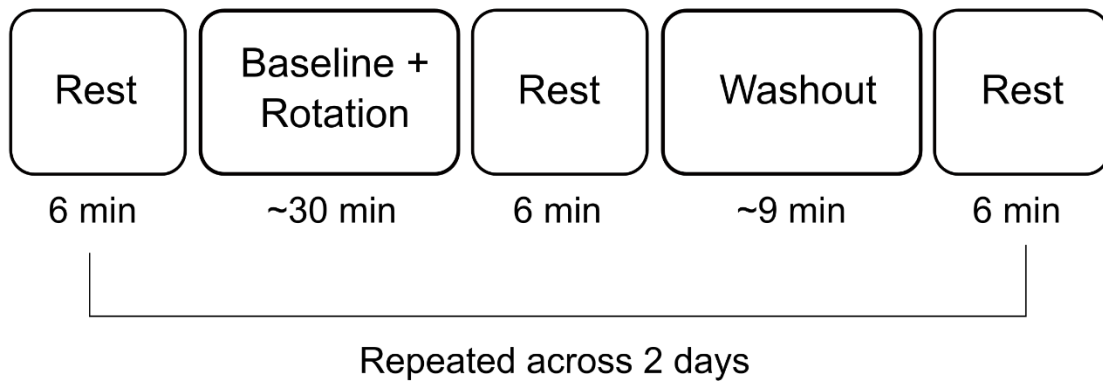 Rest
Baseline +
Rotation
Rest
Washout
Rest
6 min
~30 min
6 min
~9 min
6 min
Repeated across 2 days